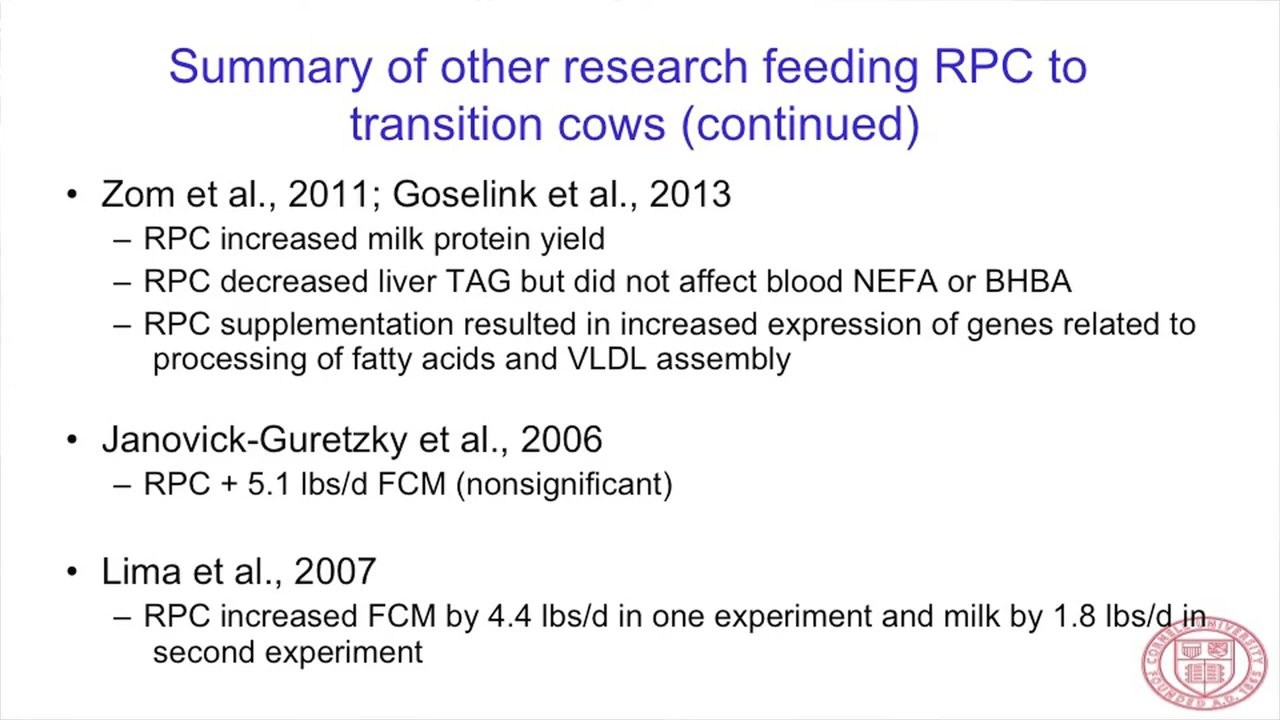 Summary of other research feeding RPC to
transition cows (continued)
• Zom et al., 2011; Goselink et al., 2013
– RPC increased milk protein yield
– RPC decreased liver TAG but did not affect blood NEFA or BHBA
– RPC supplementation resulted in increased expression of genes related to
processing of fatty acids and VLDL assembly
• Janovick-Guretzky et al., 2006
– RPC + 5.1 lbs/d FCM (nonsignificant)
• Lima et al., 2007
– RPC increased FCM by 4.4 lbs/d in one experiment and milk by 1.8 lbs/d in
second experiment
CORNELL UNIVERSITY
FOUNDED A.D. 1865